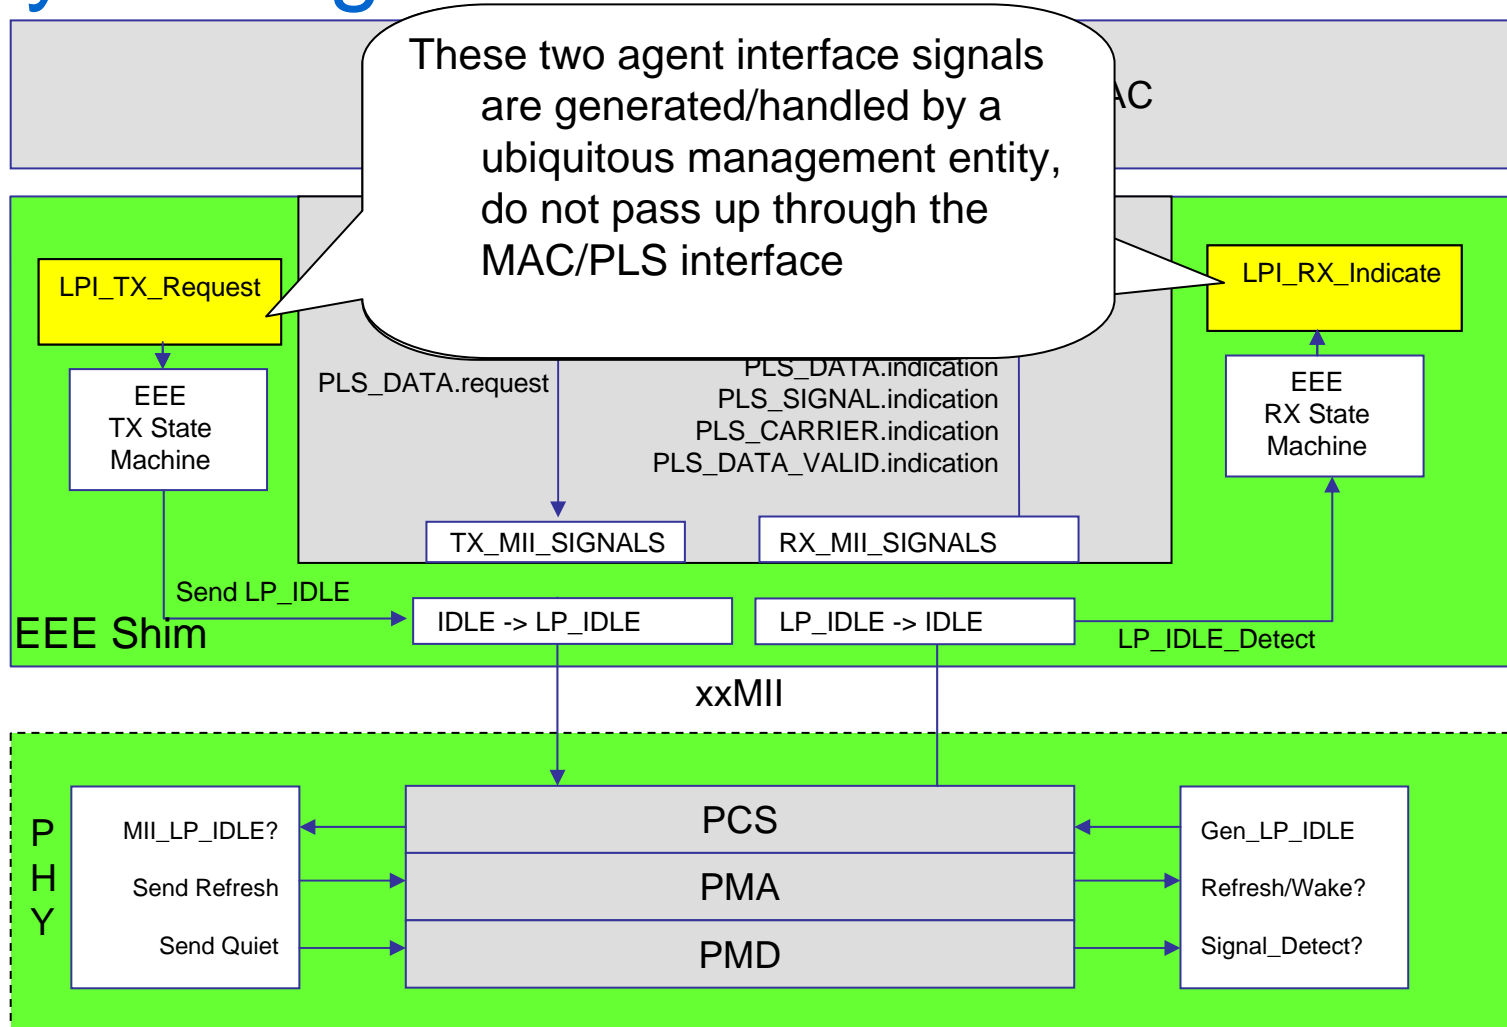 These two agent interface signals
are generated/handled by a
ubiquitous management entity,
do not pass up through the
MAC/PLS interface
LPI_TX_Request
LPI_RX_Indicate
EEE
TX State
Machine
PLS_DATA.request
PLS_DATA.indication
PLS_SIGNAL.indication
PLS_CARRIER.indication
PLS_DATA_VALID.indication
EEE
RX State
Machine
TX_MII_SIGNALS
RX_MII_SIGNALS
Send LP_IDLE
IDLE -> LP_IDLE
LP_IDLE -> IDLE
LP_IDLE_Detect
EEE Shim
xxMII
PHY
MII_LP_IDLE?
Send Refresh
Send Quiet
PCS
PMA
PMD
Gen_LP_IDLE
Refresh/Wake?
Signal_Detect?